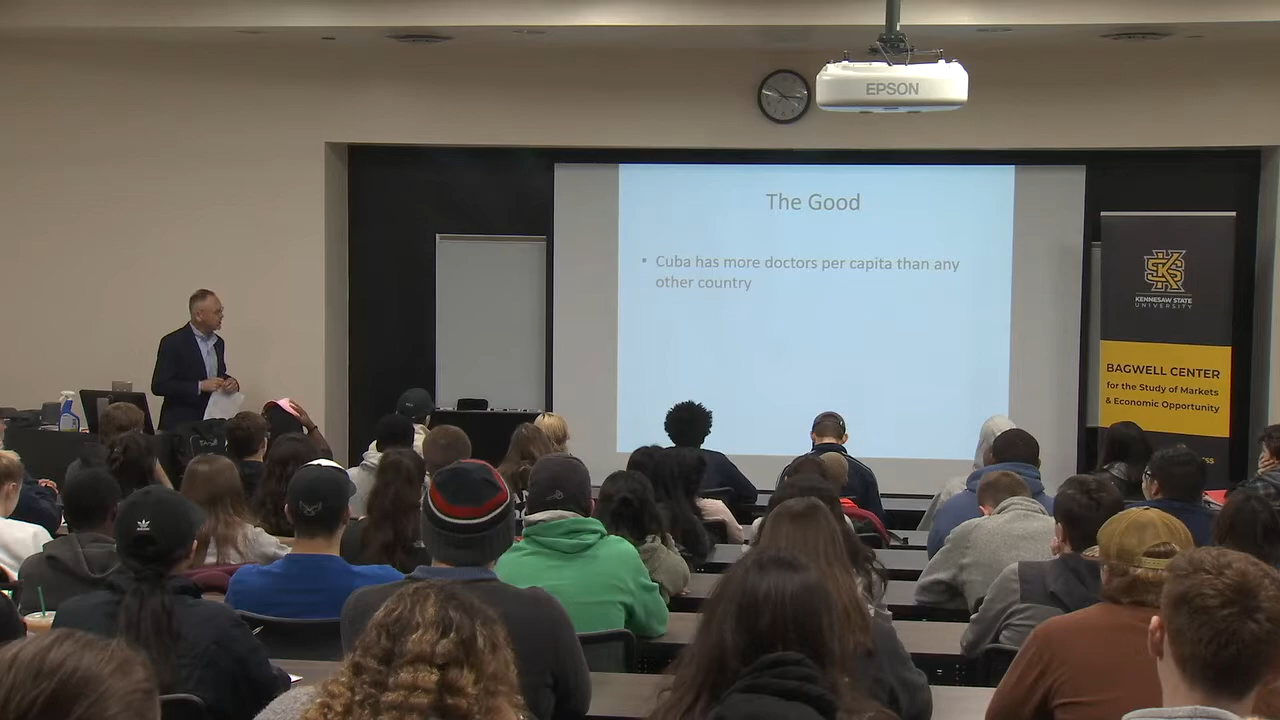 EPSON
The Good
• Cuba has more doctors per capita than any
other country
KENNESAW STATE
UNIVERSITY
BAGWELL CENTER
for the Study of Markets
& Economic Opportunity